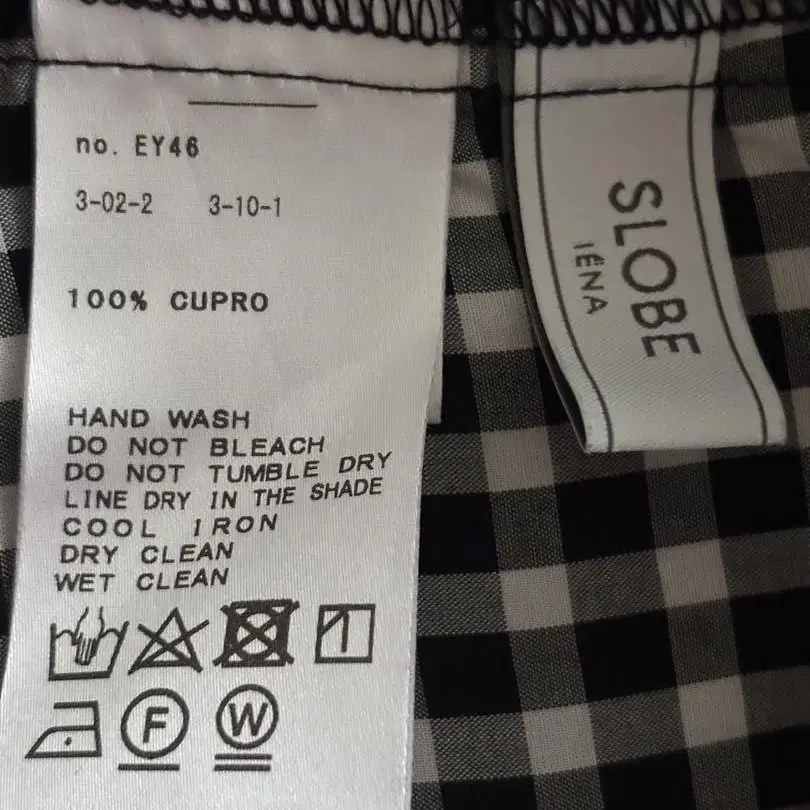 no. EY46
3-02-2 3-10-1
100% CUPRO
HAND WASH
DO NOT BLEACH
DO NOT TUMBLE DRY
LINE DRY IN THE SHADE
COOL IRON
DRY CLEAN
WET CLEAN
F W
SLOBE
IÉNA